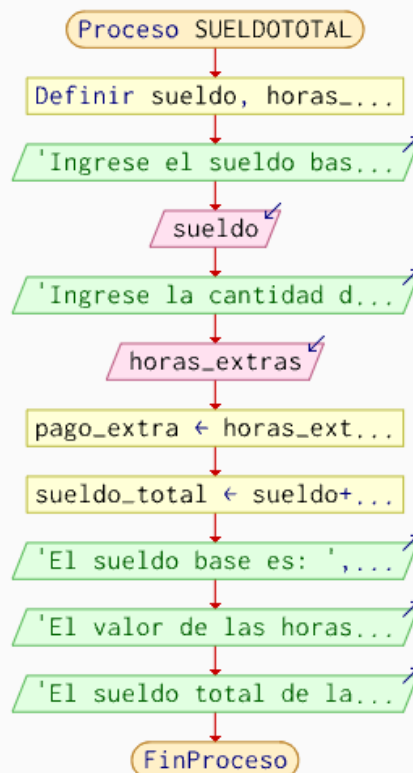 Proceso SUELDOTOTAL
Definir sueldo, horas_...
'Ingrese el sueldo bas...
sueldo
'Ingrese la cantidad d...
horas_extras
pago_extra ← horas_ext...
sueldo_total ← sueldo+...
'El sueldo base es: ',...
'El valor de las horas...
'El sueldo total de la...
FinProceso